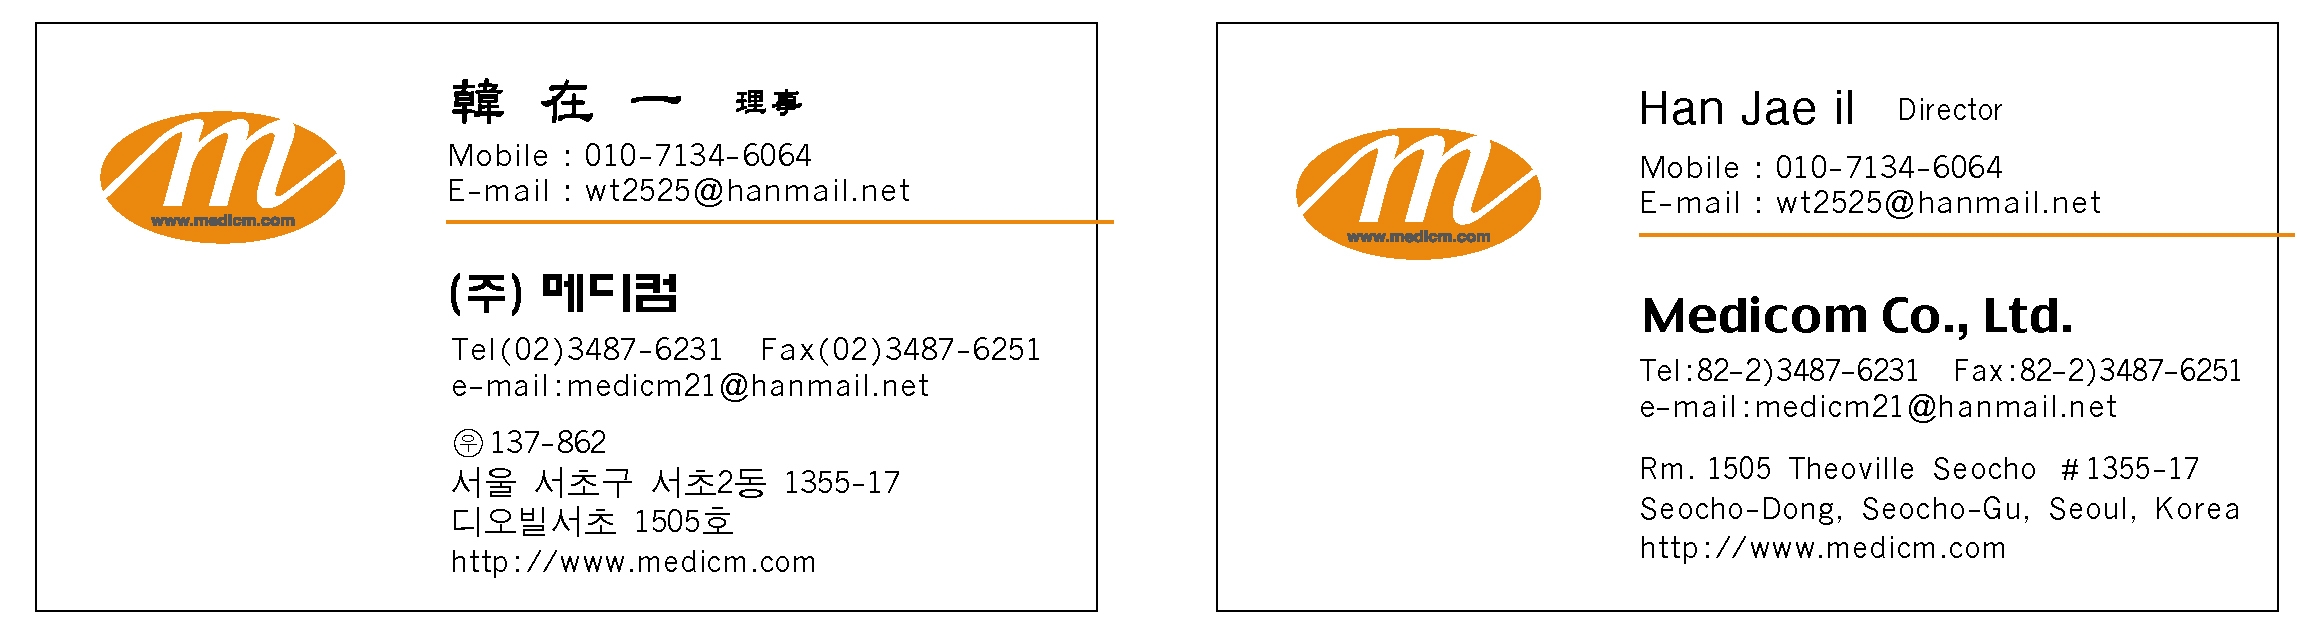 www.medicm.com
韓 在 一 理事
Mobile : 010-7134-6064
E-mail : wt2525@hanmail.net
(주) 메디컴
Tel(02)3487-6231 Fax(02)3487-6251
e-mail:medicm21@hanmail.net
㉾137-862
서울 서초구 서초2동 1355-17
디오빌서초 1505호
http://www.medicm.com
www.medicm.com
Han Jae il Director
Mobile : 010-7134-6064
E-mail : wt2525@hanmail.net
Medicom Co., Ltd.
Tel:82-2)3487-6231 Fax:82-2)3487-6251
e-mail:medicm21@hanmail.net
Rm. 1505 Theoville Seocho #1355-17
Seocho-Dong, Seocho-Gu, Seoul, Korea
http://www.medicm.com